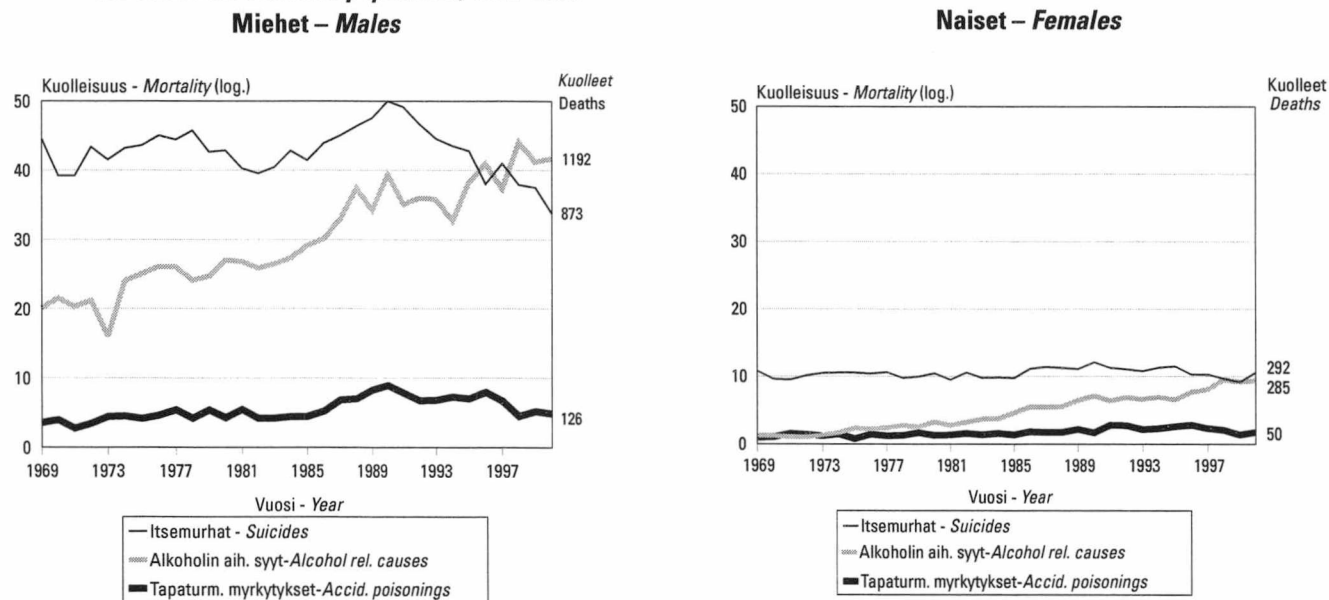 Miehet – Males
Kuolleisuus - Mortality (log.)
Kuolleet
Deaths
50
40
30
20
10
0
1192
873
126
1969 1973 1977 1981 1985 1989 1993 1997
Vuosi - Year
Itsemurhat - Suicides
Alkoholin aih. syyt-Alcohol rel. causes
Tapaturm. myrkytykset-Accid. poisonings
Naiset – Females
Kuolleisuus - Mortality (log.)
Kuolleet
Deaths
50
40
30
20
10
0
292
285
50
1969 1973 1977 1981 1985 1989 1993 1997
Vuosi - Year
Itsemurhat - Suicides
Alkoholin aih. syyt-Alcohol rel. causes
Tapaturm. myrkytykset-Accid. poisonings